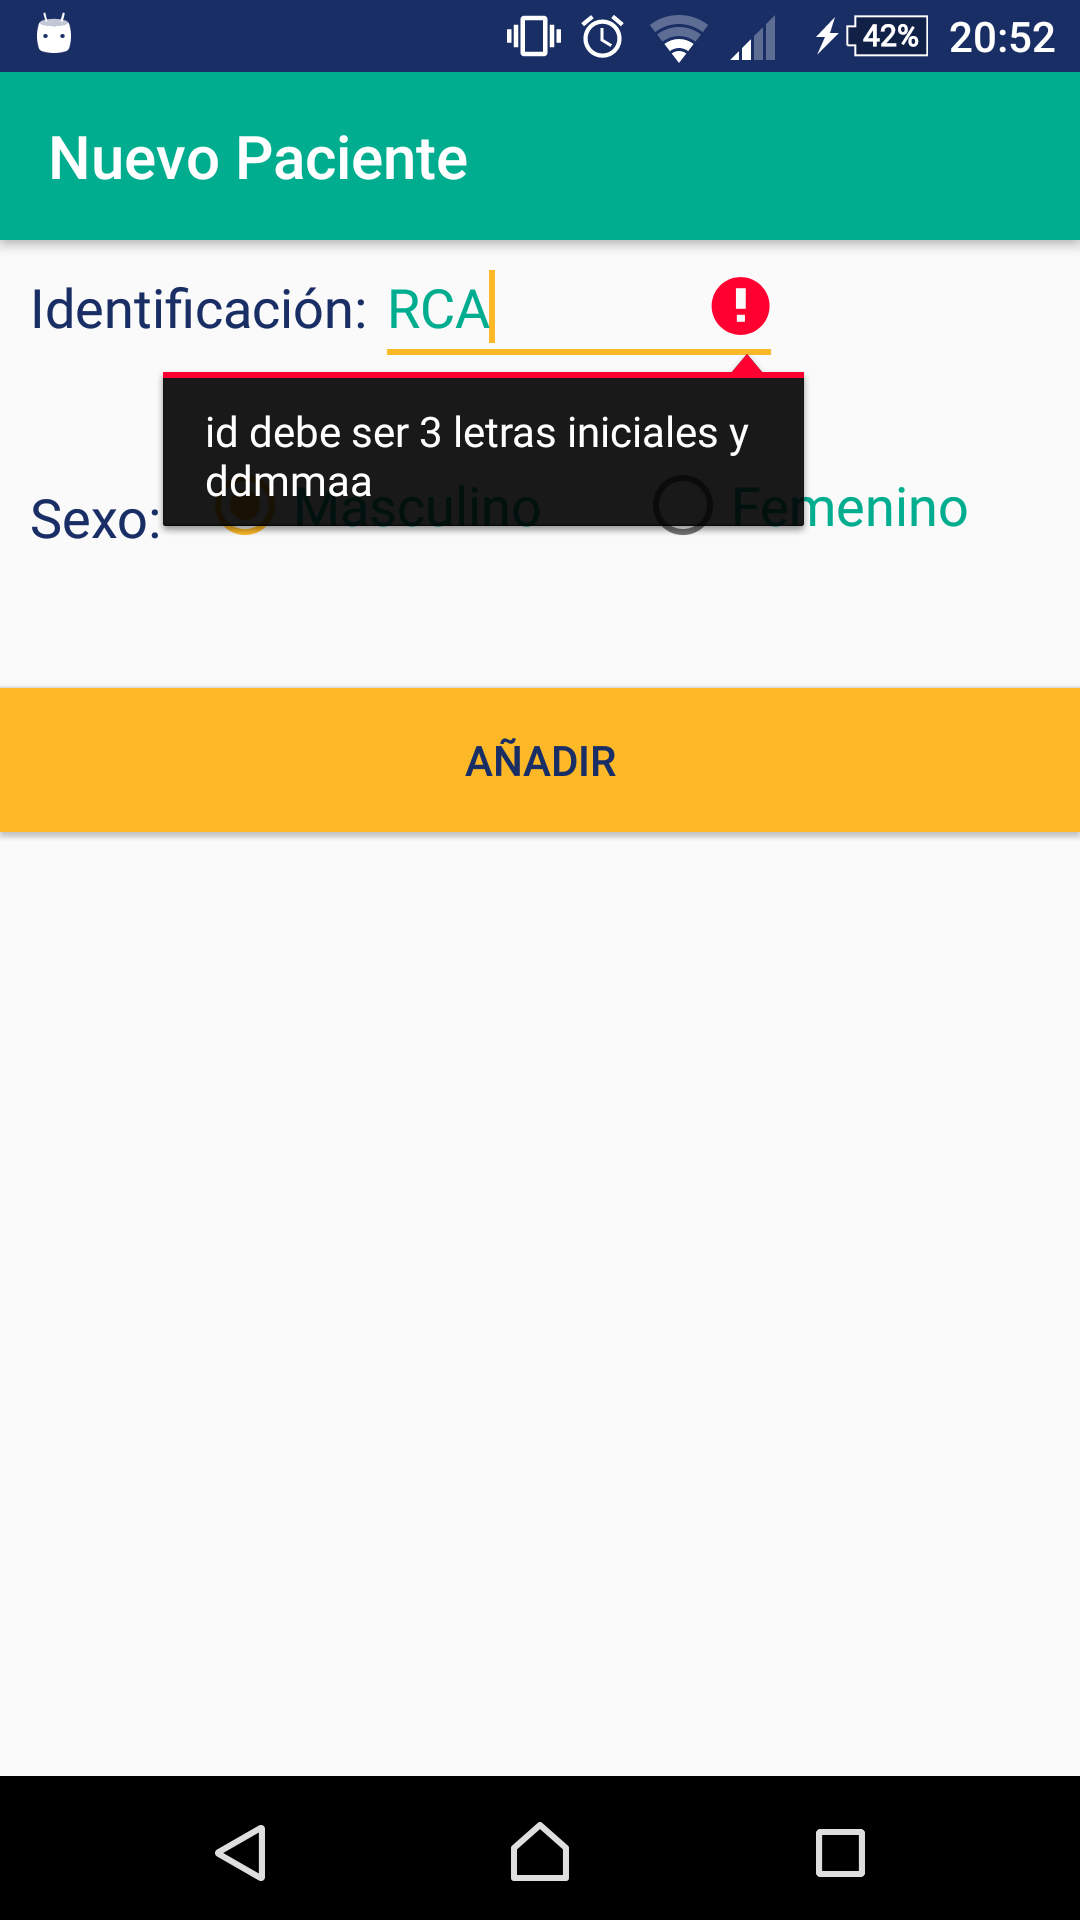 42% 20:52
Nuevo Paciente
Identificación: RCA
id debe ser 3 letras iniciales y
ddmmaa
Sexo: Masculino Femenino
AÑADIR